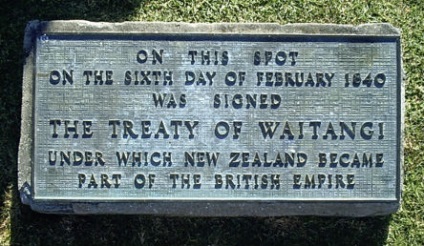 ON THIS SPOT
ON THE SIXTH DAY OF FEBRUARY 1840
WAS SIGNED
THE TREATY OF WAITANGI
UNDER WHICH NEW ZEALAND BECAME
PART OF THE BRITISH EMPIRE